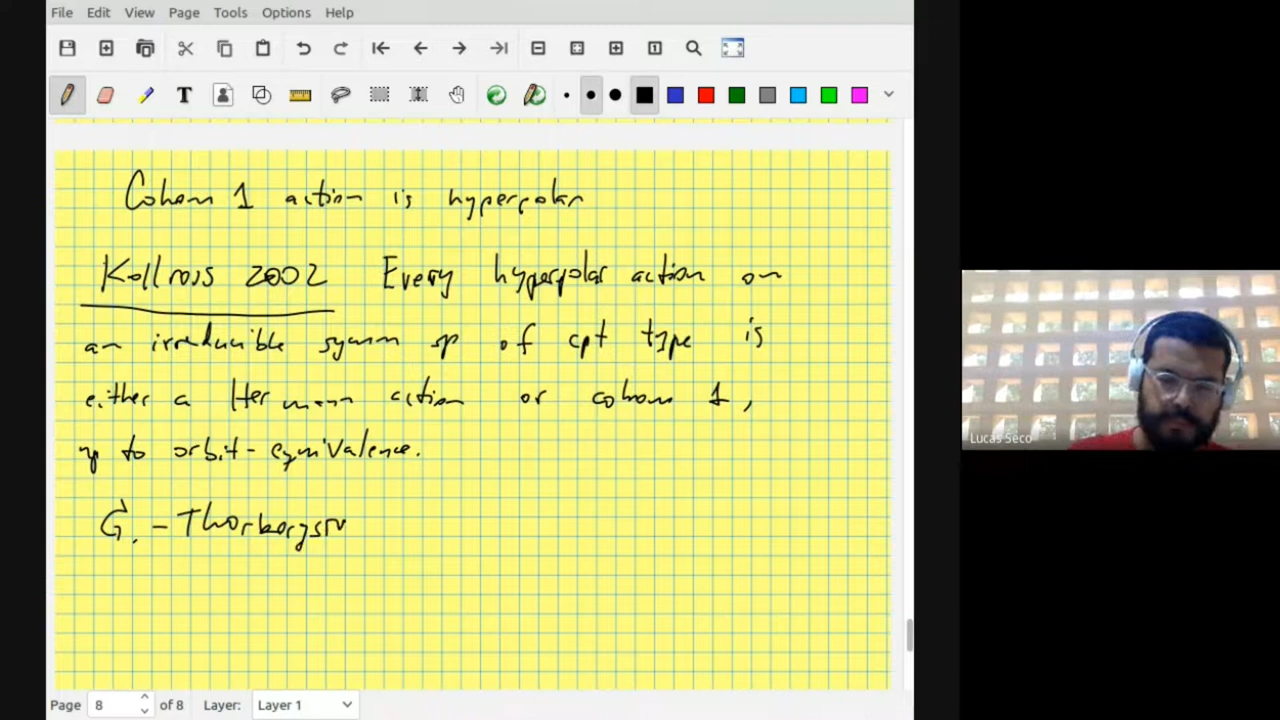 File Edit View Page Tools Options Help
Cohom 1 action is hyperpolar
Kollross 2002 Every hyperpolar action on
an irreducible symm sp of cpt type is
either a Hermann action or cohom 1,
up to orbit-equivalence.
G. - Thorbergss
Lucas Seco
Page 8 of 8 Layer: Layer 1